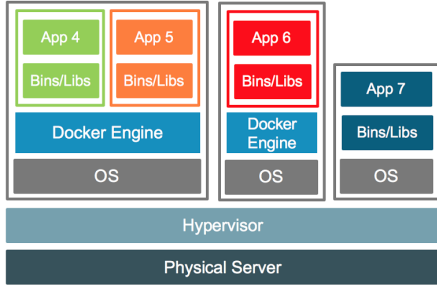 App 4
Bins/Libs
App 5
Bins/Libs
Docker Engine
OS
App 6
Bins/Libs
Docker
Engine
OS
App 7
Bins/Libs
OS
Hypervisor
Physical Server